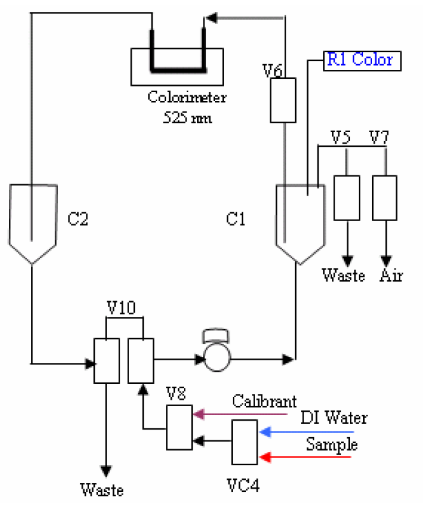 R1 Color
V6
Colorimeter
525 nm
V5 V7
C2
C1
Waste Air
V10
V8
Calibrant
DI Water
Sample
VC4
Waste